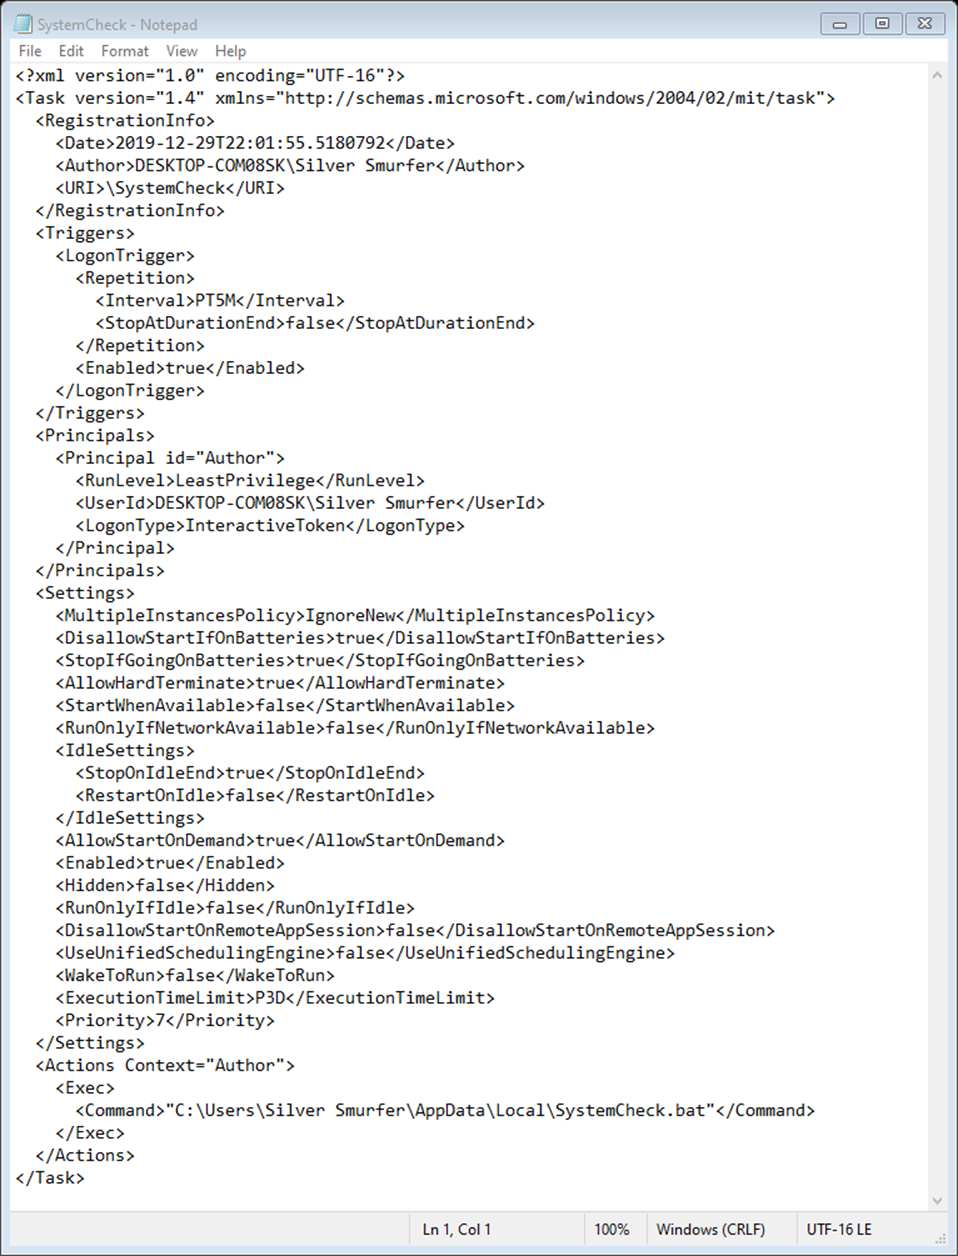 SystemCheck - Notepad
File Edit Format View Help
<?xml version="1.0" encoding="UTF-16"?>
<Task version="1.4" xmlns="http://schemas.microsoft.com/windows/2004/02/mit/task">
  <RegistrationInfo>
    <Date>2019-12-29T22:01:55.5180792</Date>
    <Author>DESKTOP-COM08SK\Silver Smurfer</Author>
    <URI>\SystemCheck</URI>
  </RegistrationInfo>
  <Triggers>
    <LogonTrigger>
      <Repetition>
        <Interval>PT5M</Interval>
        <StopAtDurationEnd>false</StopAtDurationEnd>
      </Repetition>
      <Enabled>true</Enabled>
    </LogonTrigger>
  </Triggers>
  <Principals>
    <Principal id="Author">
      <RunLevel>LeastPrivilege</RunLevel>
      <UserId>DESKTOP-COM08SK\Silver Smurfer</UserId>
      <LogonType>InteractiveToken</LogonType>
    </Principal>
  </Principals>
  <Settings>
    <MultipleInstancesPolicy>IgnoreNew</MultipleInstancesPolicy>
    <DisallowStartIfOnBatteries>true</DisallowStartIfOnBatteries>
    <StopIfGoingOnBatteries>true</StopIfGoingOnBatteries>
    <AllowHardTerminate>true</AllowHardTerminate>
    <StartWhenAvailable>false</StartWhenAvailable>
    <RunOnlyIfNetworkAvailable>false</RunOnlyIfNetworkAvailable>
    <IdleSettings>
      <StopOnIdleEnd>true</StopOnIdleEnd>
      <RestartOnIdle>false</RestartOnIdle>
    </IdleSettings>
    <AllowStartOnDemand>true</AllowStartOnDemand>
    <Enabled>true</Enabled>
    <Hidden>false</Hidden>
    <RunOnlyIfIdle>false</RunOnlyIfIdle>
    <DisallowStartOnRemoteAppSession>false</DisallowStartOnRemoteAppSession>
    <UseUnifiedSchedulingEngine>false</UseUnifiedSchedulingEngine>
    <WakeToRun>false</WakeToRun>
    <ExecutionTimeLimit>P3D</ExecutionTimeLimit>
    <Priority>7</Priority>
  </Settings>
  <Actions Context="Author">
    <Exec>
      <Command>"C:\Users\Silver Smurfer\AppData\Local\SystemCheck.bat"</Command>
    </Exec>
  </Actions>
</Task>
Ln 1, Col 1 100% Windows (CRLF) UTF-16 LE